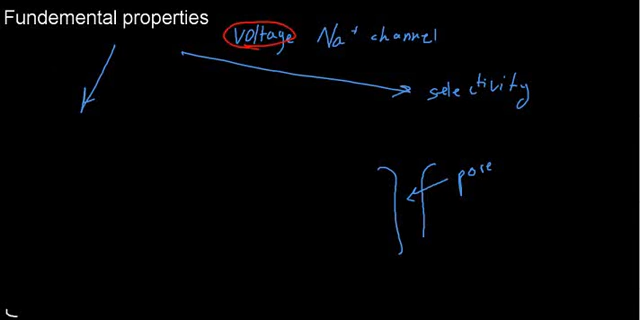 Fundemental properties
voltage Na+ channel
selectivity
pore